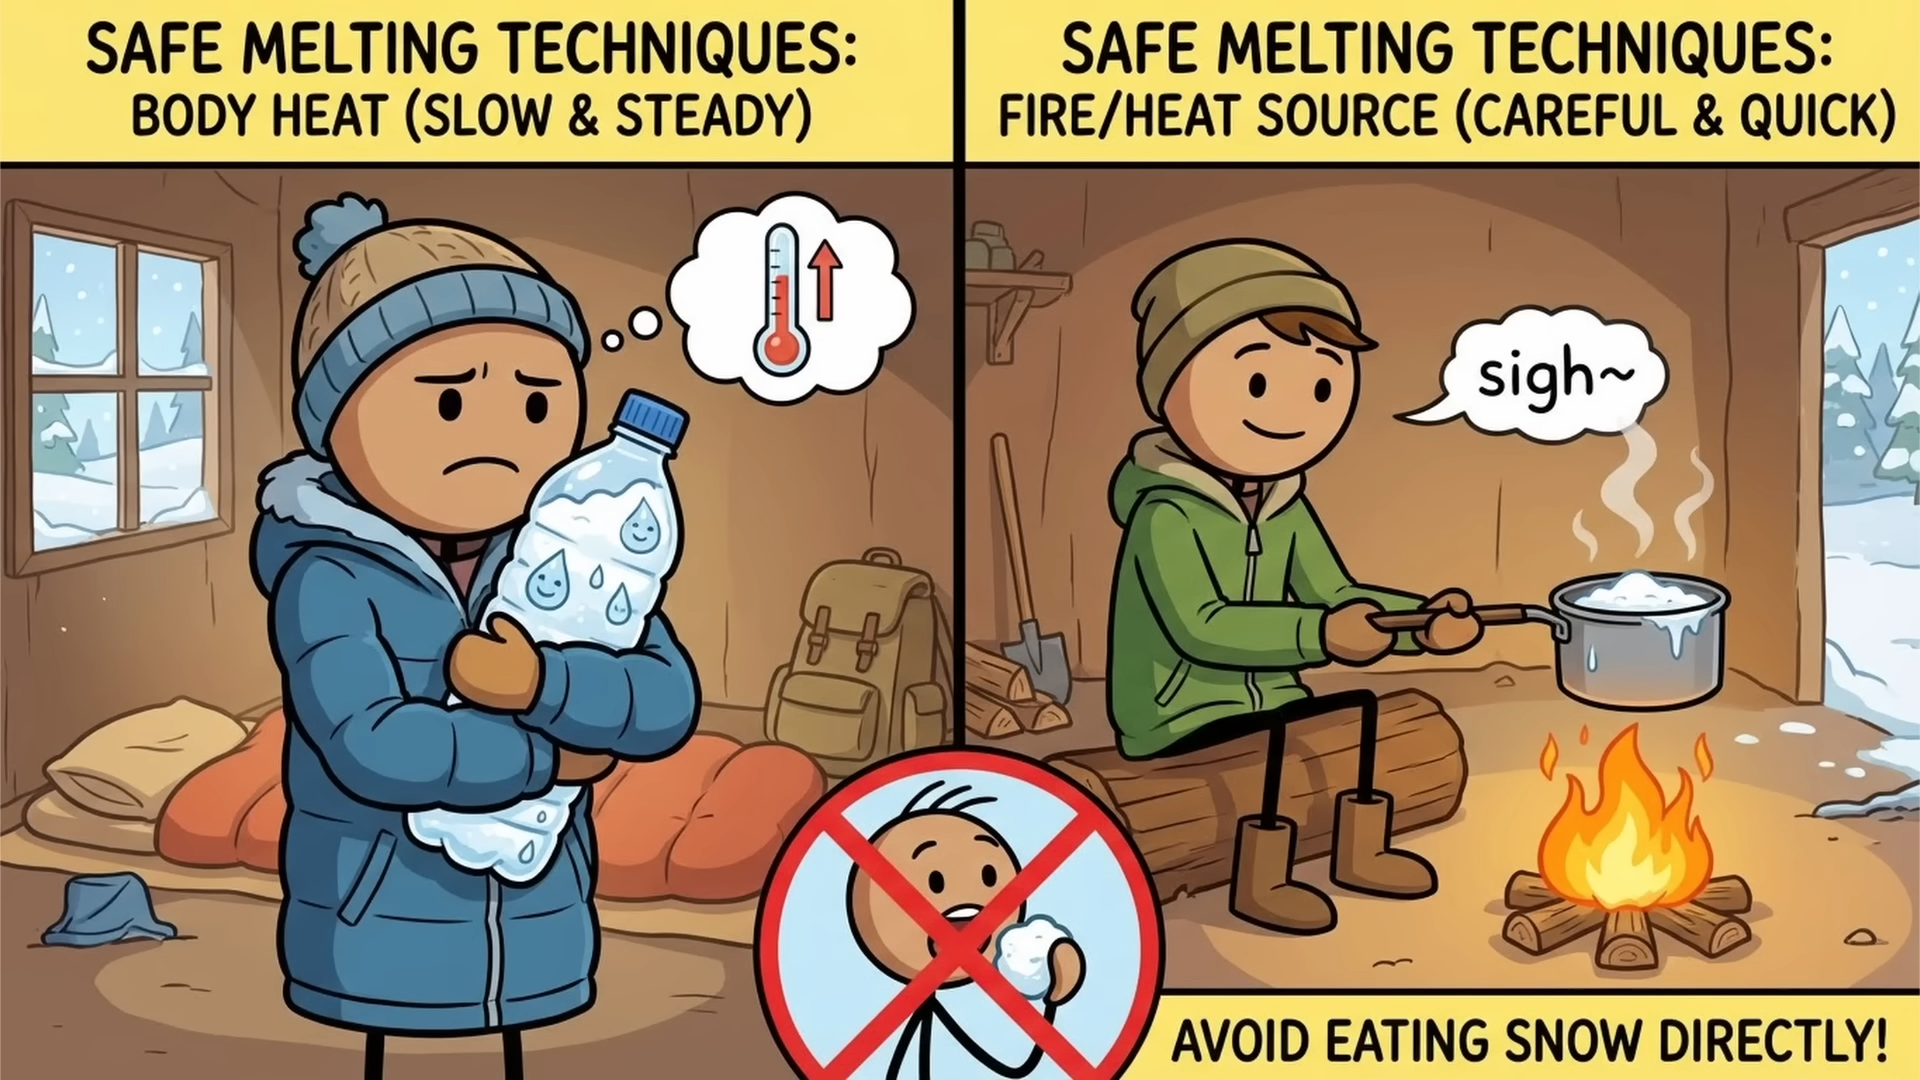 SAFE MELTING TECHNIQUES:
BODY HEAT (SLOW & STEADY)
SAFE MELTING TECHNIQUES:
FIRE/HEAT SOURCE (CAREFUL & QUICK)
sigh~
AVOID EATING SNOW DIRECTLY!